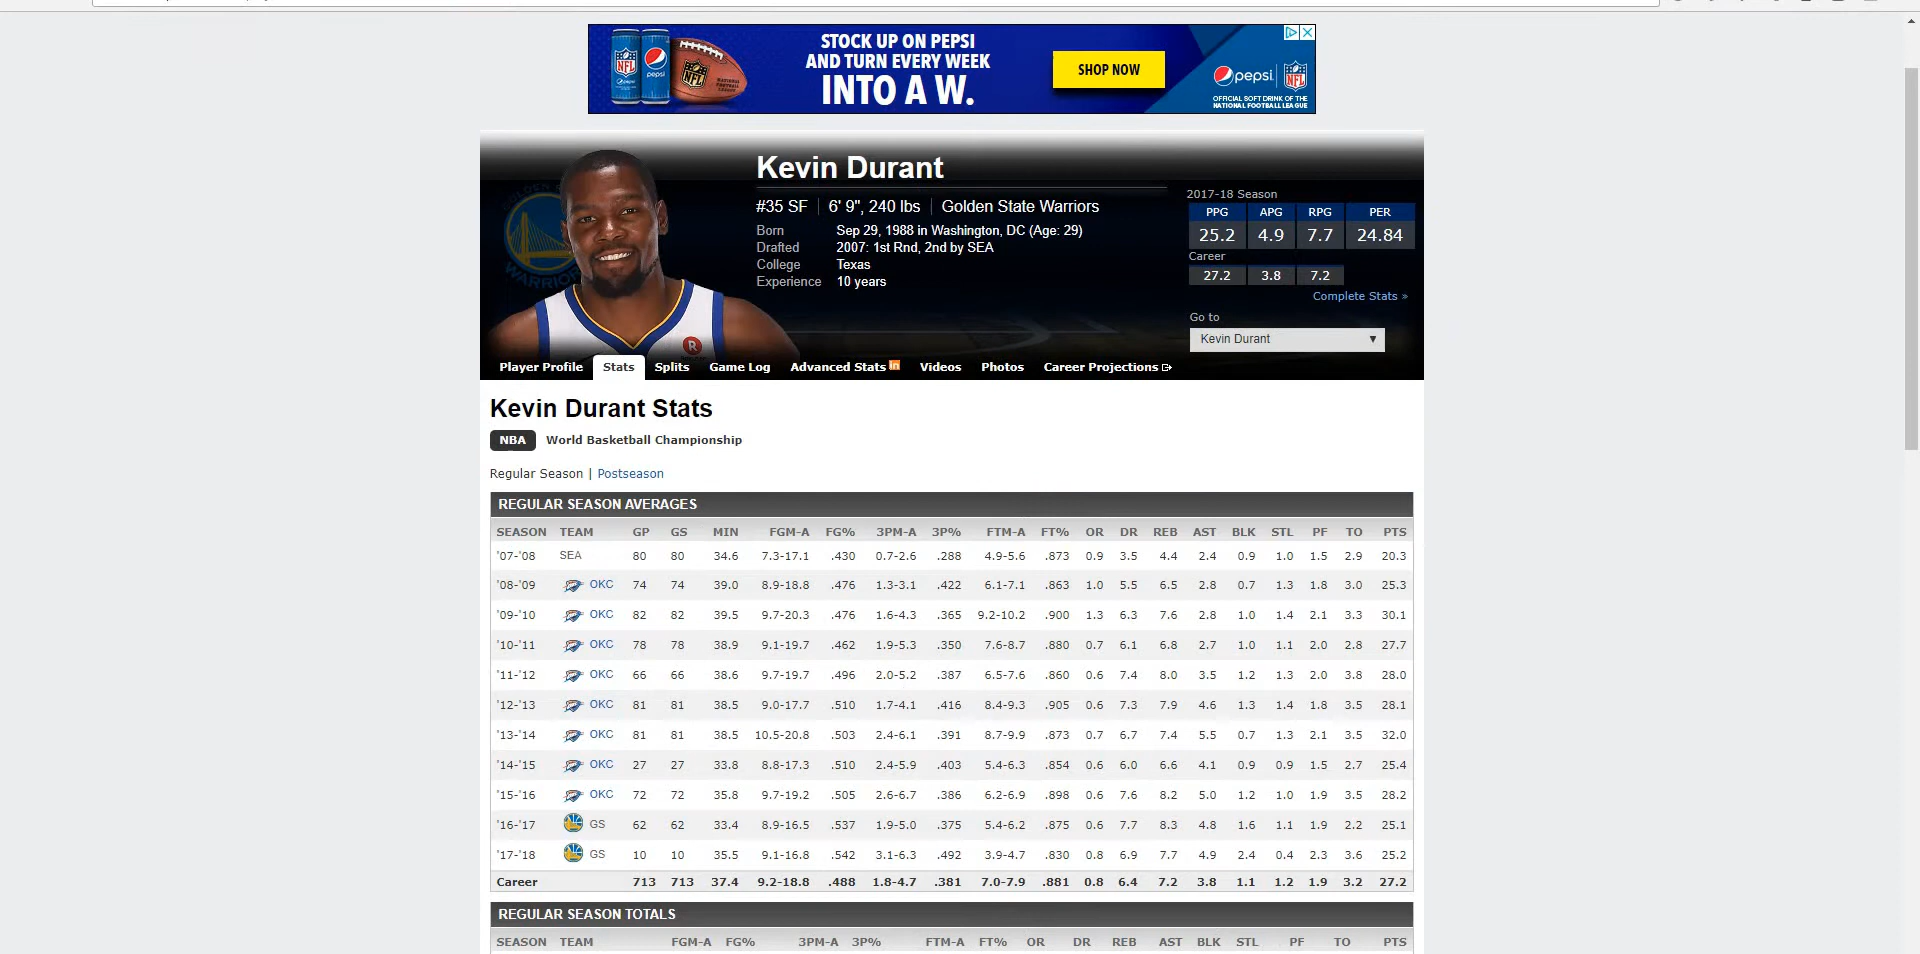 STOCK UP ON PEPSI
AND TURN EVERY WEEK
INTO A W.
SHOP NOW
pepsi
NFL
OFFICIAL SOFT DRINK OF THE
NATIONAL FOOTBALL LEAGUE
Kevin Durant
#35 SF 6' 9", 240 lbs Golden State Warriors
Born Sep 29, 1988 in Washington, DC (Age: 29)
Drafted 2007: 1st Rnd, 2nd by SEA
College Texas
Experience 10 years
2017-18 Season
PPG APG RPG PER
25.2 4.9 7.7 24.84
Career
27.2 3.8 7.2
Complete Stats »
Go to
Kevin Durant
Player Profile Stats Splits Game Log Advanced Stats in Videos Photos Career Projections
Kevin Durant Stats
NBA World Basketball Championship
Regular Season | Postseason
REGULAR SEASON AVERAGES
SEASON TEAM GP GS MIN FGM-A FG% 3PM-A 3P% FTM-A FT% OR DR REB AST BLK STL PF TO PTS
'07-'08 SEA 80 80 34.6 7.3-17.1 .430 0.7-2.6 .288 4.9-5.6 .873 0.9 3.5 4.4 2.4 0.9 1.0 1.5 2.9 20.3
'08-'09 OKC 74 74 39.0 8.9-18.8 .476 1.3-3.1 .422 6.1-7.1 .863 1.0 5.5 6.5 2.8 0.7 1.3 1.8 3.0 25.3
'09-'10 OKC 82 82 39.5 9.7-20.3 .476 1.6-4.3 .365 9.2-10.2 .900 1.3 6.3 7.6 2.8 1.0 1.4 2.1 3.3 30.1
'10-'11 OKC 78 78 38.9 9.1-19.7 .462 1.9-5.3 .350 7.6-8.7 .880 0.7 6.1 6.8 2.7 1.0 1.1 2.0 2.8 27.7
'11-'12 OKC 66 66 38.6 9.7-19.7 .496 2.0-5.2 .387 6.5-7.6 .860 0.6 7.4 8.0 3.5 1.2 1.3 2.0 3.8 28.0
'12-'13 OKC 81 81 38.5 9.0-17.7 .510 1.7-4.1 .416 8.4-9.3 .905 0.6 7.3 7.9 4.6 1.3 1.4 1.8 3.5 28.1
'13-'14 OKC 81 81 38.5 10.5-20.8 .503 2.4-6.1 .391 8.7-9.9 .873 0.7 6.7 7.4 5.5 0.7 1.3 2.1 3.5 32.0
'14-'15 OKC 27 27 33.8 8.8-17.3 .510 2.4-5.9 .403 5.4-6.3 .854 0.6 6.0 6.6 4.1 0.9 0.9 1.5 2.7 25.4
'15-'16 OKC 72 72 35.8 9.7-19.2 .505 2.6-6.7 .386 6.2-6.9 .898 0.6 7.6 8.2 5.0 1.2 1.0 1.9 3.5 28.2
'16-'17 GS 62 62 33.4 8.9-16.5 .537 1.9-5.0 .375 5.4-6.2 .875 0.6 7.7 8.3 4.8 1.6 1.1 1.9 2.2 25.1
'17-'18 GS 10 10 35.5 9.1-16.8 .542 3.1-6.3 .492 3.9-4.7 .830 0.8 6.9 7.7 4.9 2.4 0.4 2.3 3.6 25.2
Career 713 713 37.4 9.2-18.8 .488 1.8-4.7 .381 7.0-7.9 .881 0.8 6.4 7.2 3.8 1.1 1.2 1.9 3.2 27.2
REGULAR SEASON TOTALS
SEASON TEAM FGM-A FG% 3PM-A 3P% FTM-A FT% OR DR REB AST BLK STL PF TO PTS